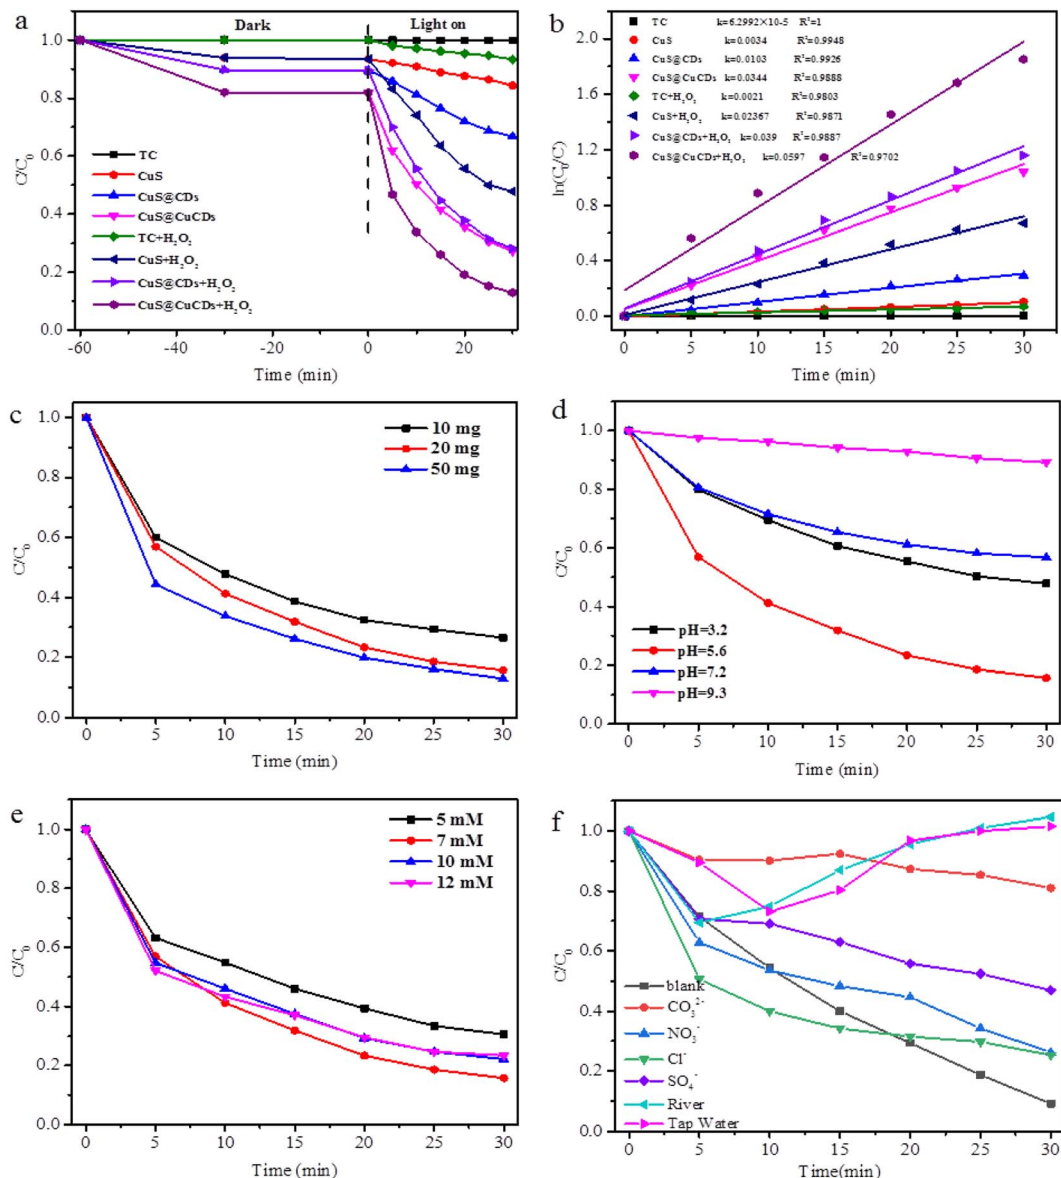 a
Dark
Light on
1.0
0.8
0.6
0.4
0.2
0.0
C/C₀
TC
CuS
CuS@CDs
CuS@CuCDs
TC+H₂O₂
CuS+H₂O₂
CuS@CDs+H₂O₂
CuS@CuCDs+H₂O₂
-60 -40 -20 0 20
Time (min)
b
TC k=6.2992×10-5 R²=1
CuS k=0.0034 R²=0.9948
CuS@CDs k=0.0103 R²=0.9926
CuS@CuCDs k=0.0344 R²=0.9888
TC+H₂O₂ k=0.0021 R²=0.9803
CuS+H₂O₂ k=0.02367 R²=0.9871
CuS@CDs+H₂O₂ k=0.039 R²=0.9887
CuS@CuCDs+H₂O₂ k=0.0597 R²=0.9702
2.0
1.6
1.2
0.8
0.4
0.0
ln(C₀/C)
0 5 10 15 20 25 30
Time (min)
c
10 mg
20 mg
50 mg
1.0
0.8
0.6
0.4
0.2
0.0
C/C₀
0 5 10 15 20 25 30
Time (min)
d
1.0
0.8
0.6
0.4
0.2
0.0
C/C₀
pH=3.2
pH=5.6
pH=7.2
pH=9.3
0 5 10 15 20 25 30
Time (min)
e
5 mM
7 mM
10 mM
12 mM
1.0
0.8
0.6
0.4
0.2
0.0
C/C₀
0 5 10 15 20 25 30
Time (min)
f
1.0
0.8
0.6
0.4
0.2
0.0
C/C₀
blank
CO₃²⁻
NO₃⁻
Cl⁻
SO₄⁻
River
Tap Water
0 5 10 15 20 25 30
Time(min)